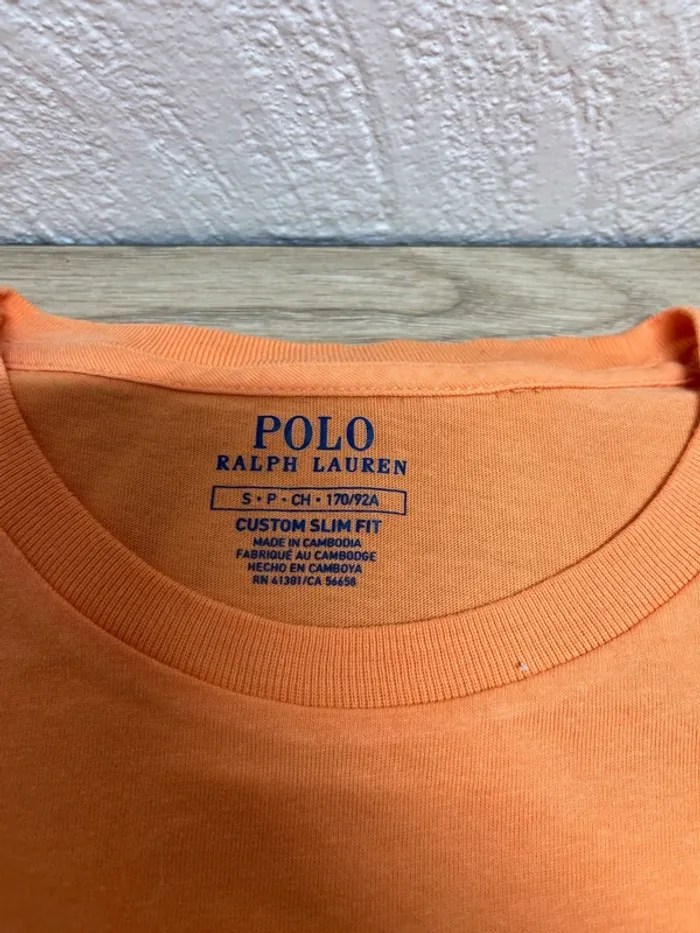 POLO
RALPH LAUREN
S • P • CH • 170/92A
CUSTOM SLIM FIT
MADE IN CAMBODIA
FABRIQUÉ AU CAMBODGE
HECHO EN CAMBOYA
RN 41381/CA 56658